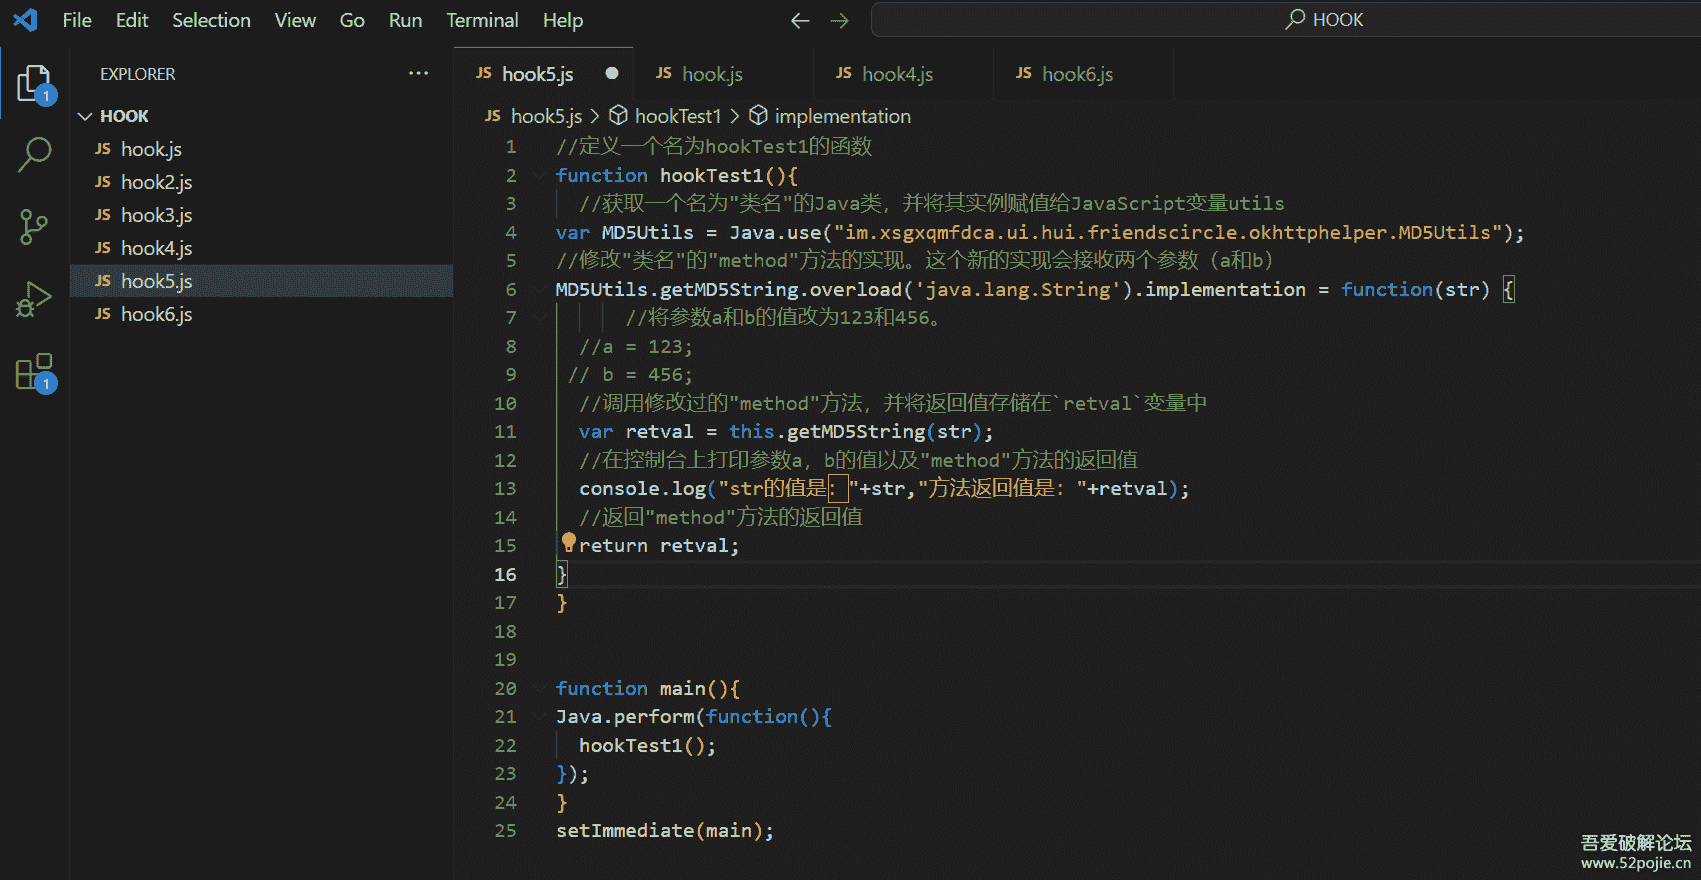 File Edit Selection View Go Run Terminal Help
HOOK
EXPLORER
HOOK
JS hook.js
JS hook2.js
JS hook3.js
JS hook4.js
JS hook5.js
JS hook6.js
1
1
JS hook5.js
JS hook.js
JS hook4.js
JS hook6.js
JS hook5.js > hookTest1 > implementation
1 //定义一个名为hookTest1的函数
2 function hookTest1(){
3 //获取一个名为"类名"的Java类，并将其实例赋值给JavaScript变量utils
4 var MD5Utils = Java.use("im.xsgxqmfdca.ui.hui.friendscircle.okhttphelper.MD5Utils");
5 //修改"类名"的"method"方法的实现。这个新的实现会接收两个参数（a和b）
6 MD5Utils.getMD5String.overload('java.lang.String').implementation = function(str) {
7 //将参数a和b的值改为123和456。
8 //a = 123;
9 // b = 456;
10 //调用修改过的"method"方法，并将返回值存储在`retval`变量中
11 var retval = this.getMD5String(str);
12 //在控制台上打印参数a，b的值以及"method"方法的返回值
13 console.log("str的值是："+str,"方法返回值是："+retval);
14 //返回"method"方法的返回值
15 return retval;
16 }
17 }
18
19
20 function main(){
21 Java.perform(function(){
22 hookTest1();
23 });
24 }
25 setImmediate(main);
吾爱破解论坛
www.52pojie.cn